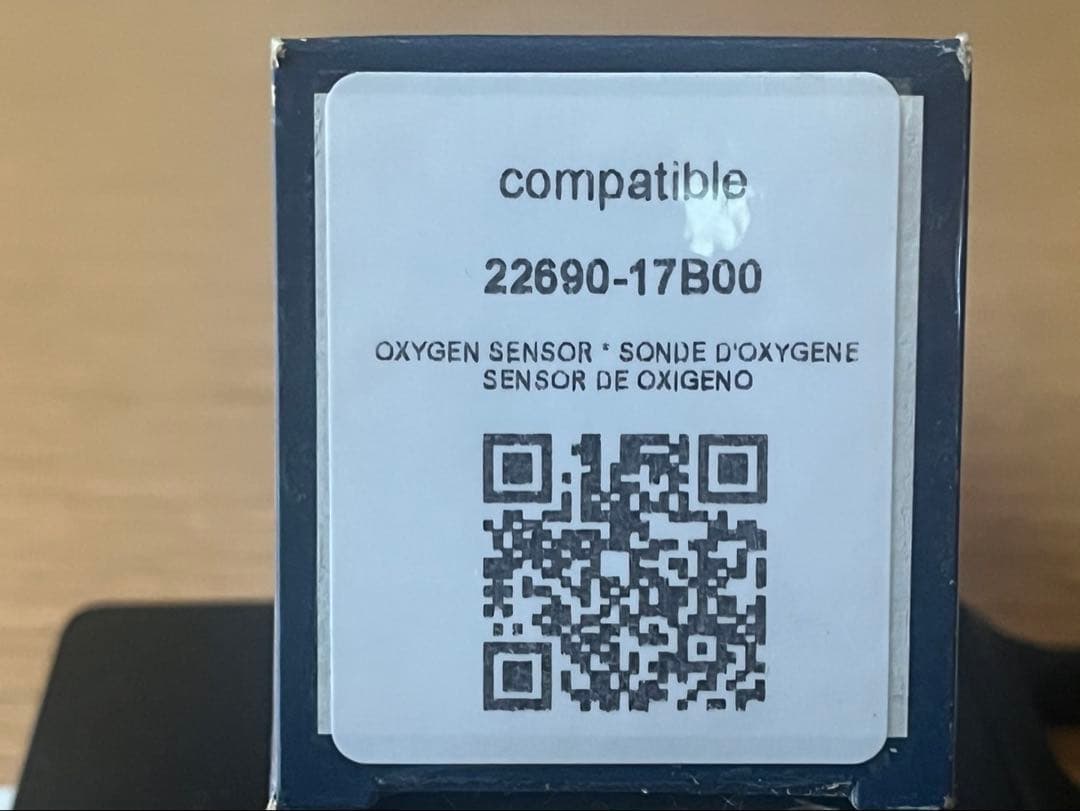 compatible
22690-17B00
OXYGEN SENSOR * SONDE D'OXYGENE
SENSOR DE OXIGENO